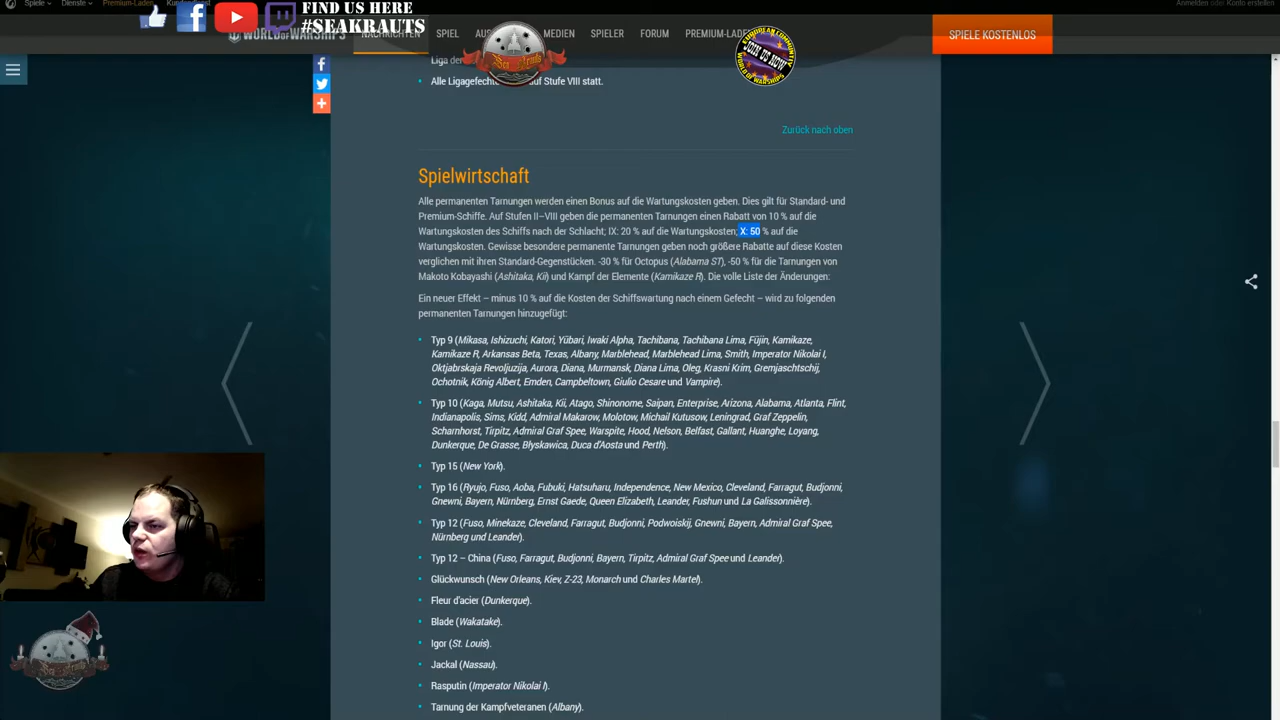 Spiele
Dienste
Premium-Laden
Anmelden oder Konto erstellen
FIND US HERE
#SEAKRAUTS
NACHRICHTEN
SPIEL
MEDIEN
SPIELER
FORUM
SPIELE KOSTENLOS
JOIN US NOW
WORLD OF WARSHIPS
Liga der
Alle Ligagefechte
auf Stufe VIII statt.
Zurück nach oben
Spielwirtschaft
Alle permanenten Tarnungen werden einen Bonus auf die Wartungskosten geben. Dies gilt für Standard- und
Premium-Schiffe. Auf Stufen II–VIII geben die permanenten Tarnungen einen Rabatt von 10 % auf die
Wartungskosten des Schiffs nach der Schlacht; IX: 20 % auf die Wartungskosten; X: 50 % auf die
Wartungskosten. Gewisse besondere permanente Tarnungen geben noch größere Rabatte auf diese Kosten
verglichen mit ihren Standard-Gegenstücken. -30 % für Octopus (Alabama ST), -50 % für die Tarnungen von
Makoto Kobayashi (Ashitaka, Kii) und Kampf der Elemente (Kamikaze R). Die volle Liste der Änderungen:
Ein neuer Effekt – minus 10 % auf die Kosten der Schiffswartung nach einem Gefecht – wird zu folgenden
permanenten Tarnungen hinzugefügt:
Typ 9 (Mikasa, Ishizuchi, Katori, Yūbari, Iwaki Alpha, Tachibana, Tachibana Lima, Fūjin, Kamikaze,
Kamikaze R, Arkansas Beta, Texas, Albany, Marblehead, Marblehead Lima, Smith, Imperator Nikolai I,
Oktjabrskaja Revoljuzija, Aurora, Diana, Murmansk, Diana Lima, Oleg, Krasni Krim, Gremjaschtschij,
Ochotnik, König Albert, Emden, Campbeltown, Giulio Cesare und Vampire).
Typ 10 (Kaga, Mutsu, Ashitaka, Kii, Atago, Shinonome, Saipan, Enterprise, Arizona, Alabama, Atlanta, Flint,
Indianapolis, Sims, Kidd, Admiral Makarow, Molotow, Michail Kutusow, Leningrad, Graf Zeppelin,
Scharnhorst, Tirpitz, Admiral Graf Spee, Warspite, Hood, Nelson, Belfast, Gallant, Huanghe, Loyang,
Dunkerque, De Grasse, Błyskawica, Duca d'Aosta und Perth).
Typ 15 (New York).
Typ 16 (Ryujo, Fuso, Aoba, Fubuki, Hatsuharu, Independence, New Mexico, Cleveland, Farragut, Budjonni,
Gnewni, Bayern, Nürnberg, Ernst Gaede, Queen Elizabeth, Leander, Fushun und La Galissonnière).
Typ 12 (Fuso, Minekaze, Cleveland, Farragut, Budjonni, Podwoiskij, Gnewni, Bayern, Admiral Graf Spee,
Nürnberg und Leander).
Typ 12 – China (Fuso, Farragut, Budjonni, Bayern, Tirpitz, Admiral Graf Spee und Leander).
Glückwunsch (New Orleans, Kiev, Z-23, Monarch und Charles Martel).
Fleur d'acier (Dunkerque).
Blade (Wakatake).
Igor (St. Louis).
Jackal (Nassau).
Rasputin (Imperator Nikolai I).
Tarnung der Kampfveteranen (Albany).